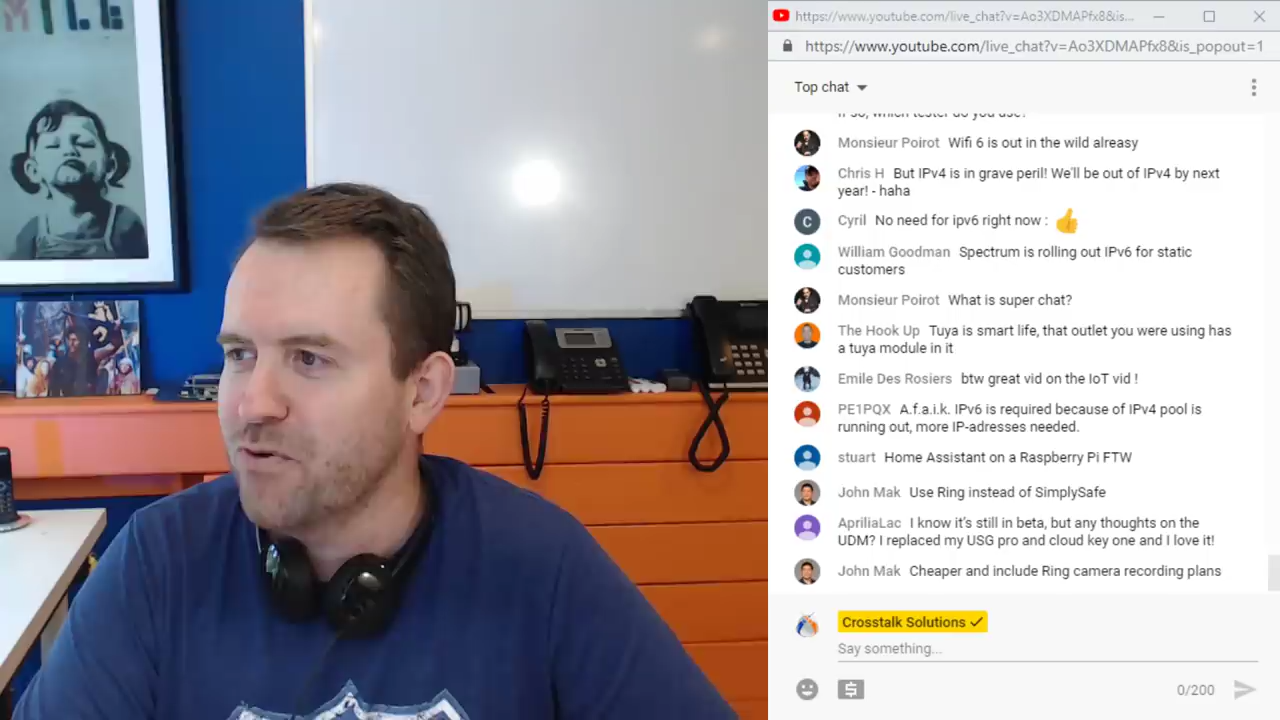 MILE
https://www.youtube.com/live_chat?v=Ao3XDMAPfx8&is...
https://www.youtube.com/live_chat?v=Ao3XDMAPfx8&is_popout=1
Top chat
If so, which tester do you use?
Monsieur Poirot Wifi 6 is out in the wild alreasy
Chris H But IPv4 is in grave peril! We'll be out of IPv4 by next
year! - haha
C
Cyril No need for ipv6 right now :
William Goodman Spectrum is rolling out IPv6 for static
customers
Monsieur Poirot What is super chat?
The Hook Up Tuya is smart life, that outlet you were using has
a tuya module in it
Emile Des Rosiers btw great vid on the IoT vid !
PE1PQX A.f.a.i.k. IPv6 is required because of IPv4 pool is
running out, more IP-adresses needed.
stuart Home Assistant on a Raspberry Pi FTW
John Mak Use Ring instead of SimplySafe
ApriliaLac I know it's still in beta, but any thoughts on the
UDM? I replaced my USG pro and cloud key one and I love it!
John Mak Cheaper and include Ring camera recording plans
Crosstalk Solutions
Say something...
0/200